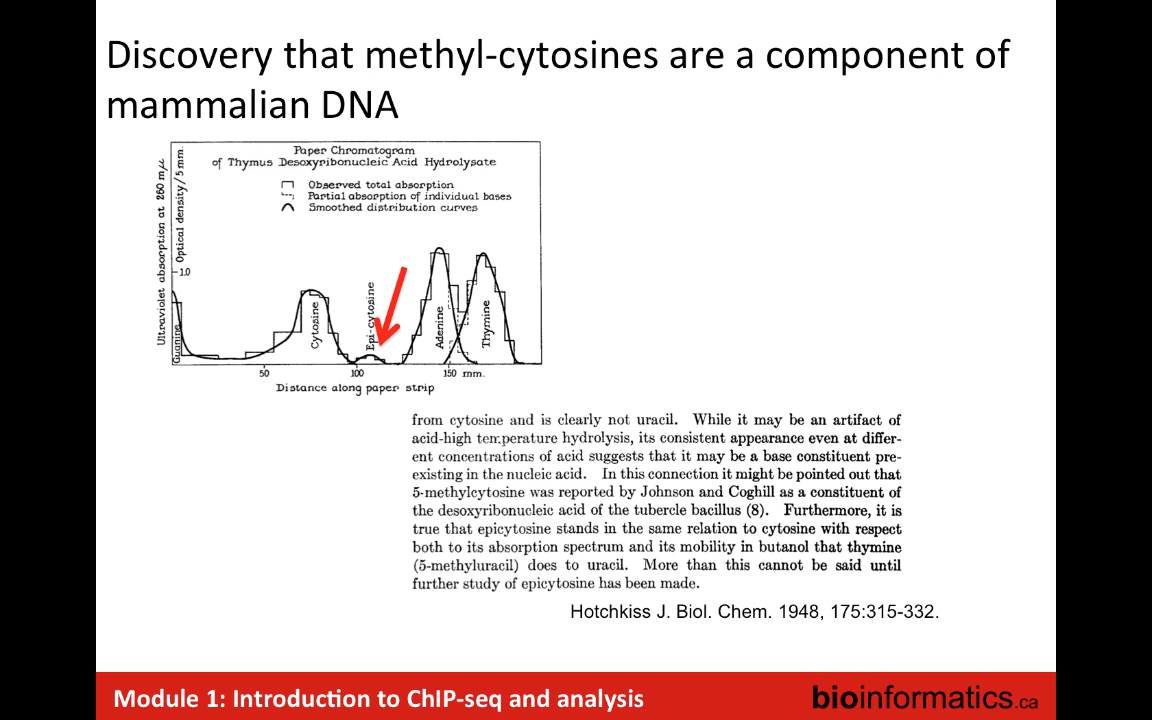 Discovery that methyl-cytosines are a component of
mammalian DNA
Paper Chromatogram
of Thymus Desoxyribonucleic Acid Hydrolysate
Observed total absorption
Partial absorption of individual bases
Smoothed distribution curves
Ultraviolet absorption at 260 mµ
Optical density/5 mm.
1.0
Guanine
Cytosine
Epi-cytosine
Adenine
Thymine
50
100
150 mm.
Distance along paper strip
from cytosine and is clearly not uracil. While it may be an artifact of
acid-high temperature hydrolysis, its consistent appearance even at differ-
ent concentrations of acid suggests that it may be a base constituent pre-
existing in the nucleic acid. In this connection it might be pointed out that
5-methylcytosine was reported by Johnson and Coghill as a constituent of
the desoxyribonucleic acid of the tubercle bacillus (8). Furthermore, it is
true that epicytosine stands in the same relation to cytosine with respect
both to its absorption spectrum and its mobility in butanol that thymine
(5-methyluracil) does to uracil. More than this cannot be said until
further study of epicytosine has been made.
Hotchkiss J. Biol. Chem. 1948, 175:315-332.
Module 1: Introduction to ChIP-seq and analysis
bioinformatics.ca